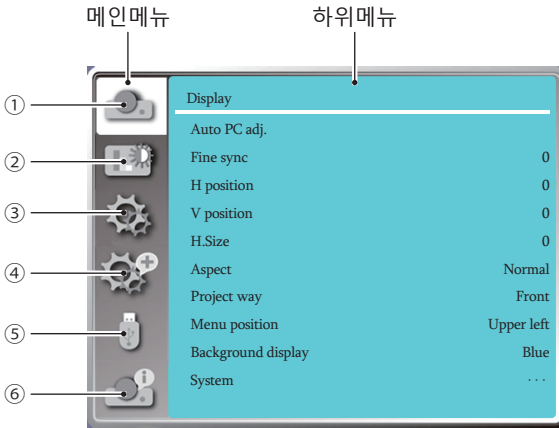 메인메뉴 하위메뉴
① Display
Auto PC adj.
② Fine sync 0
H position 0
③ V position 0
H.Size 0
④ Aspect Normal
Project way Front
⑤ Menu position Upper left
Background display Blue
⑥ System ...